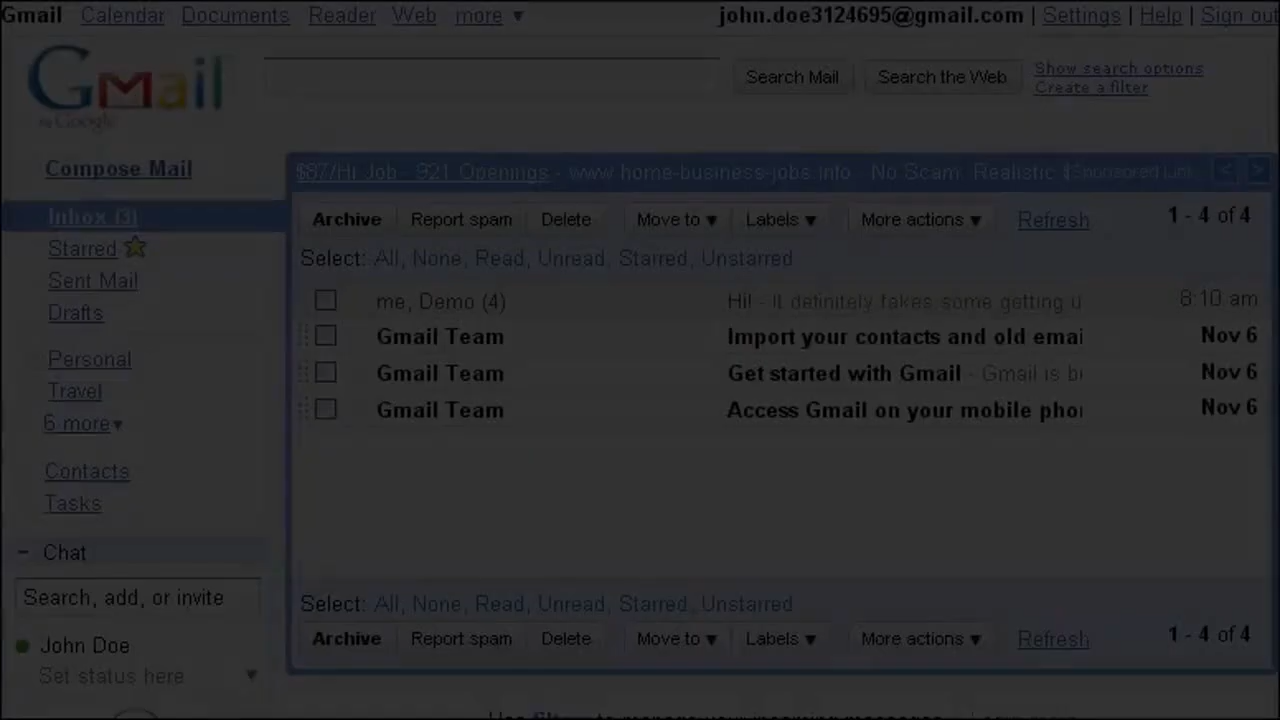 Gmail Calendar Documents Reader Web more ▼ john.doe3124695@gmail.com | Settings | Help | Sign out
Gmail
by Google
Search Mail Search the Web Show search options
Create a filter
Compose Mail
$87/Hr Job - 921 Openings - www.home-business-jobs.info - No Scam. Realistic $ Sponsored Link < >
Inbox (3) Archive Report spam Delete Move to ▼ Labels ▼ More actions ▼ Refresh 1 - 4 of 4
Starred
Select: All, None, Read, Unread, Starred, Unstarred
Sent Mail
me, Demo (4) Hi! - It definitely takes some getting u 8:10 am
Drafts
Gmail Team Import your contacts and old emai Nov 6
Personal
Gmail Team Get started with Gmail - Gmail is b Nov 6
Travel
Gmail Team Access Gmail on your mobile pho Nov 6
6 more ▼
Contacts
Tasks
− Chat
Search, add, or invite
Select: All, None, Read, Unread, Starred, Unstarred
John Doe
Archive Report spam Delete Move to ▼ Labels ▼ More actions ▼ Refresh 1 - 4 of 4
Set status here ▼